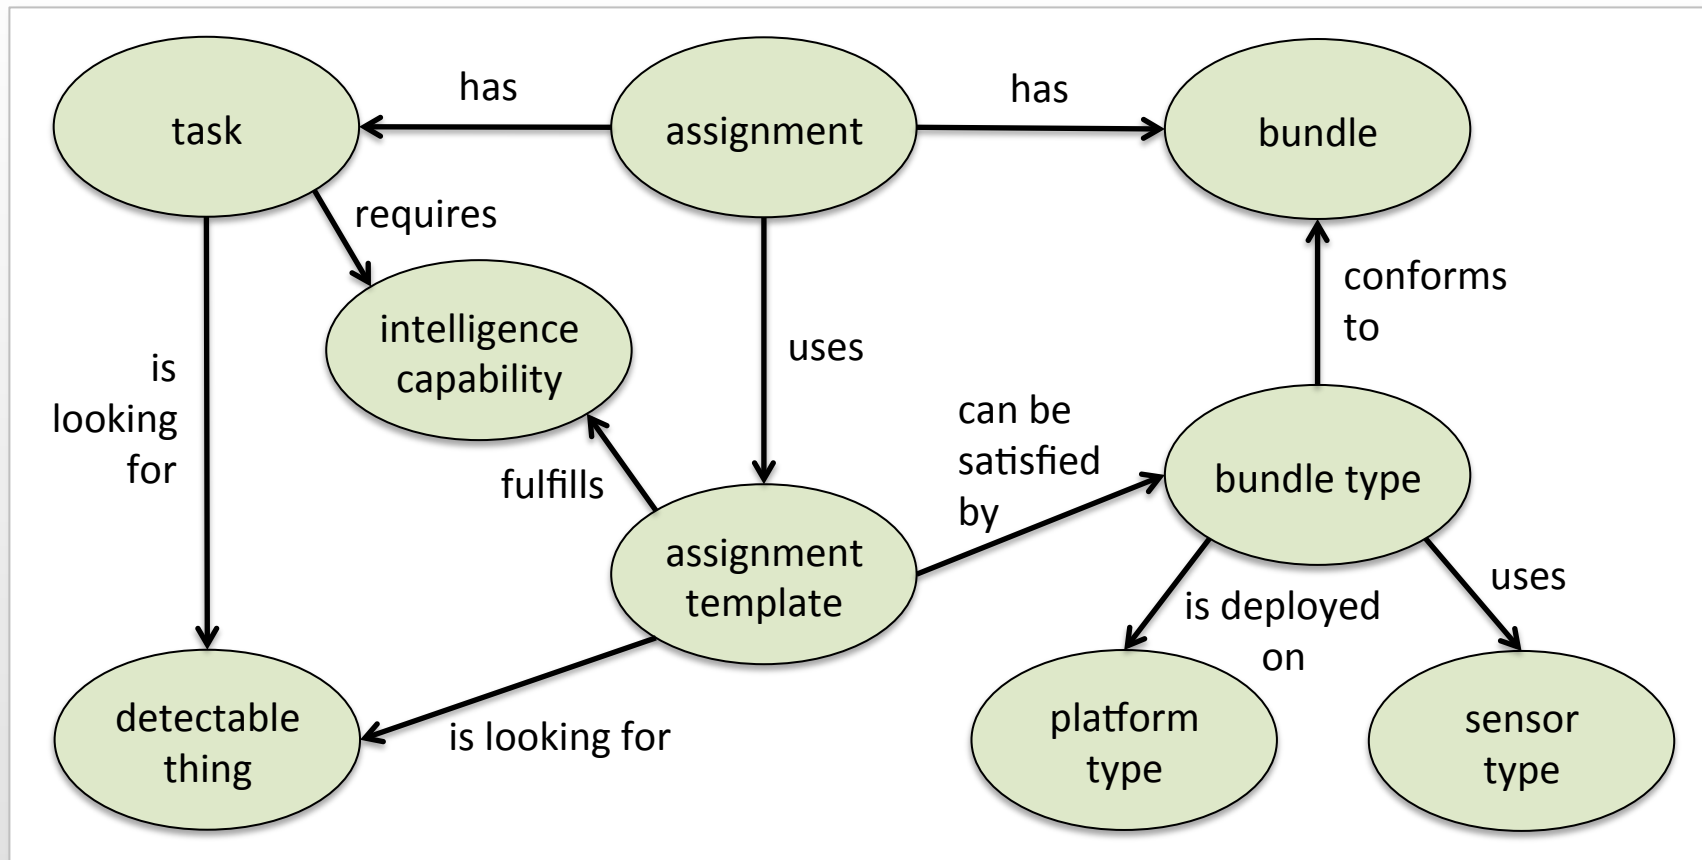 has
has
task
assignment
bundle
requires
conforms
to
intelligence
capability
uses
is
looking
for
can be
satisfied
by
fulfills
bundle type
assignment
template
uses
is deployed
on
detectable
thing
is looking for
platform
type
sensor
type